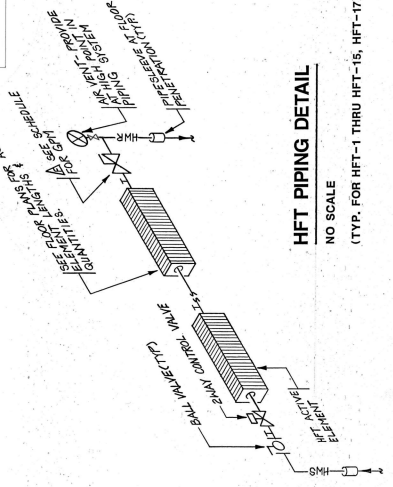 SEE FLOOR PLANS FOR
ELEMENT LENGTHS &
QUANTITIES.
SEE SCHEDULE
FOR GPM
AIR VENT, PROVIDE
AT HIGH POINT IN
SYSTEM PIPING
HWR
PIPE SLEEVE AT FLOOR
PENETRATION (TYP)
BALL VALVE (TYP)
2WAY CONTROL VALVE
HFT ACTIVE
ELEMENT
HWS
HFT PIPING DETAIL
NO SCALE
(TYP. FOR HFT-1 THRU HFT-15, HFT-17